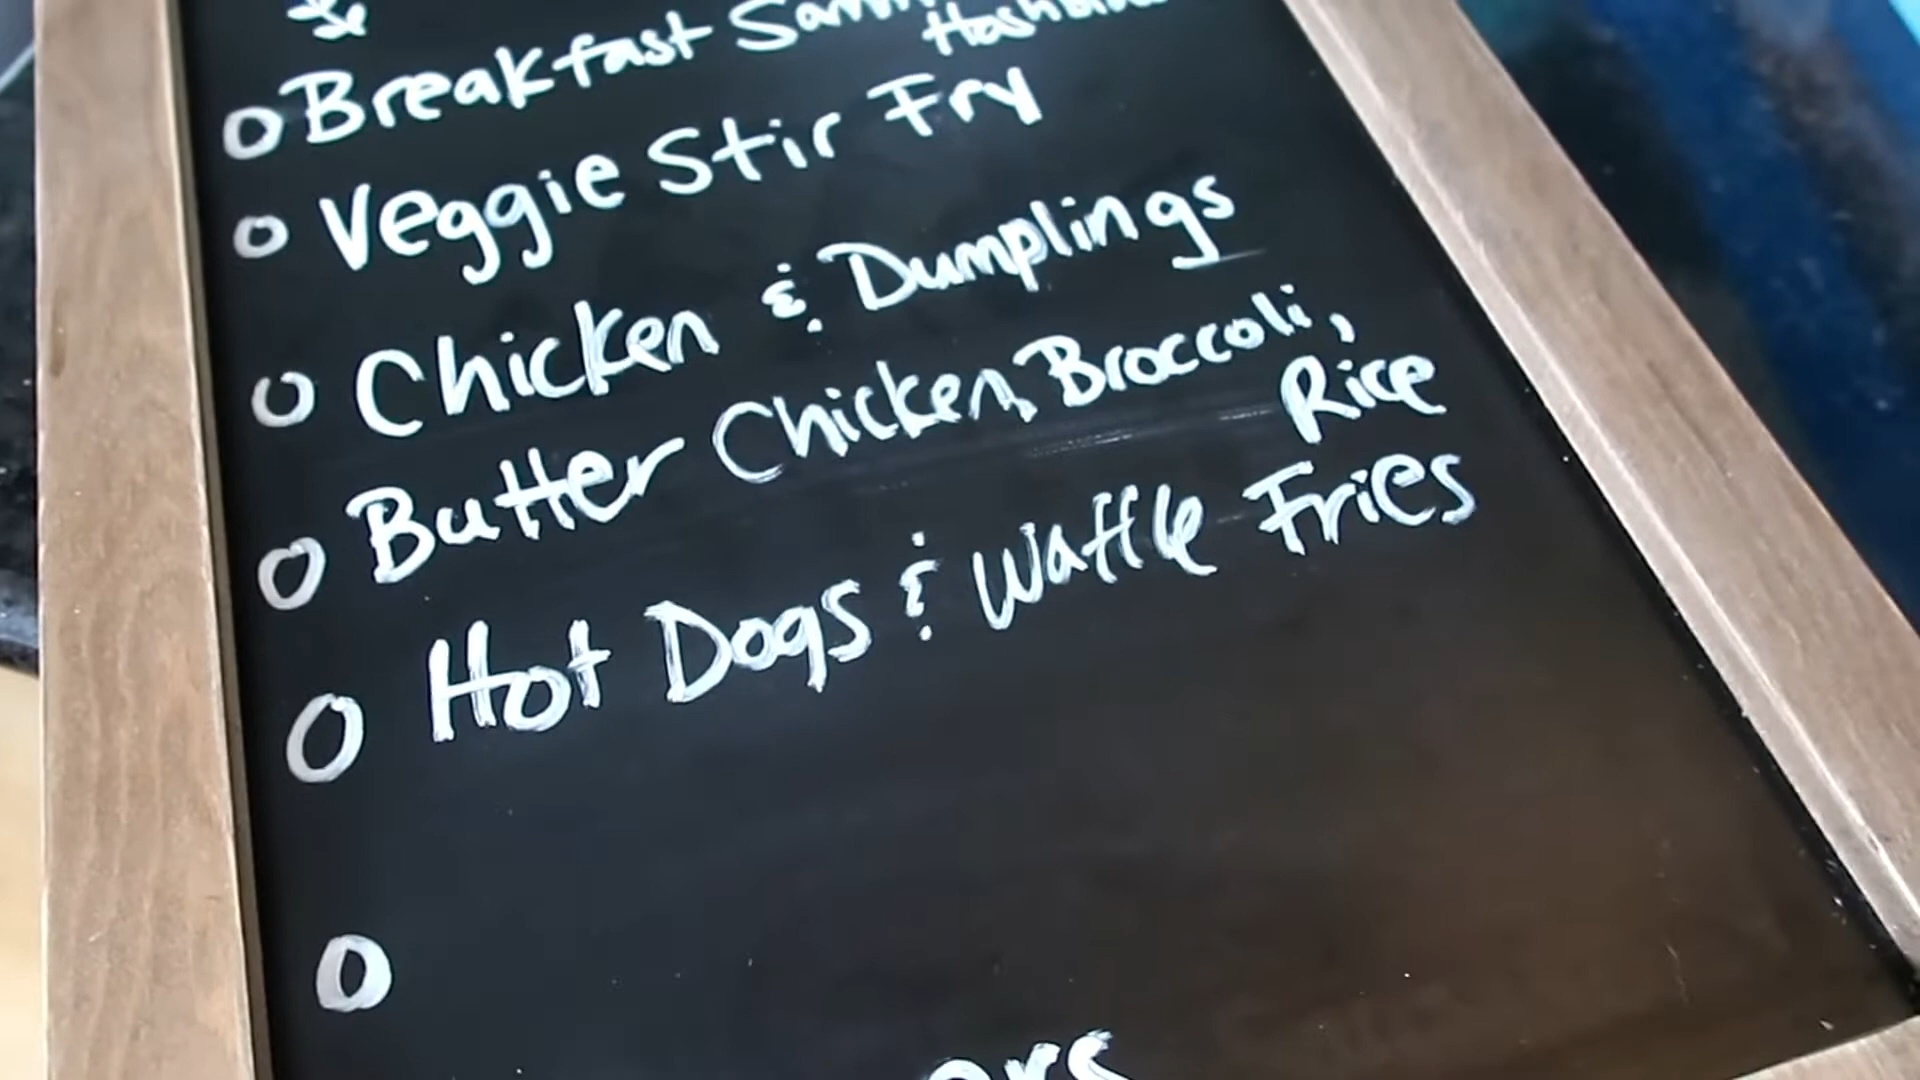 Breakfast
Veggie Stir Fry
Chicken & Dumplings
Butter Chicken, Broccoli,
Rice
Hot Dogs & Waffle Fries